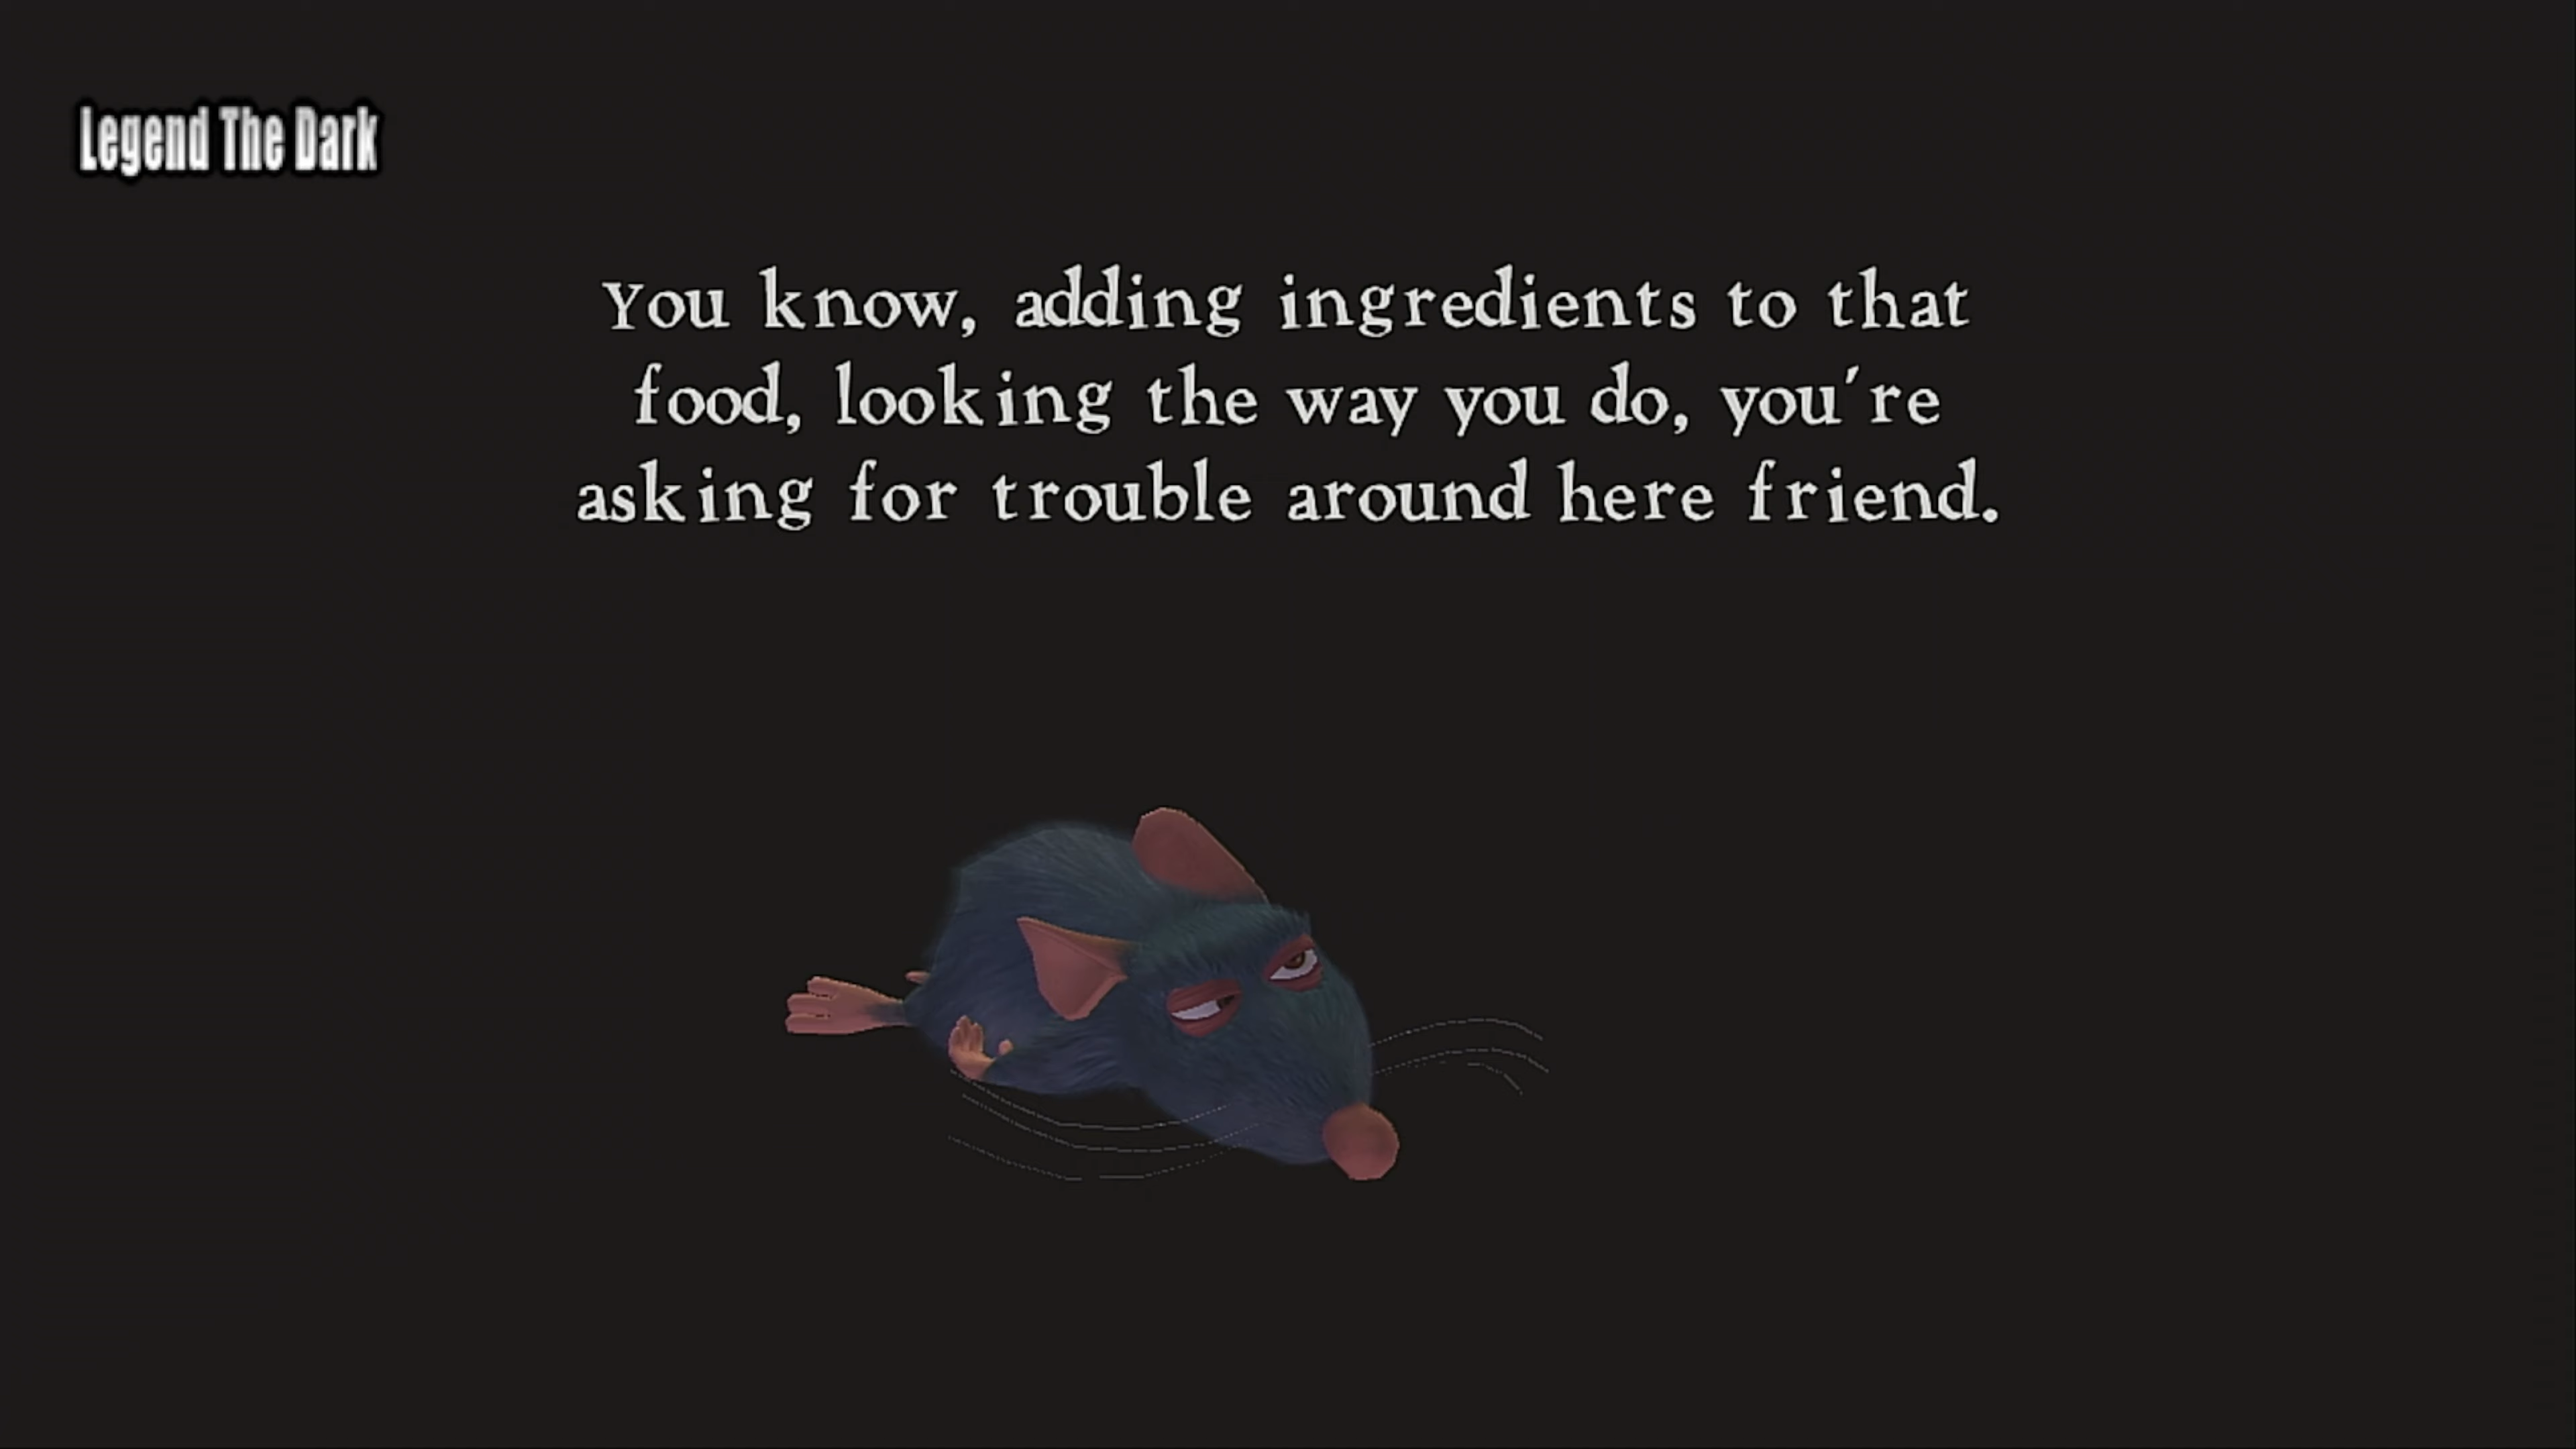 Legend The Dark
You know, adding ingredients to that
food, looking the way you do, you're
asking for trouble around here friend.